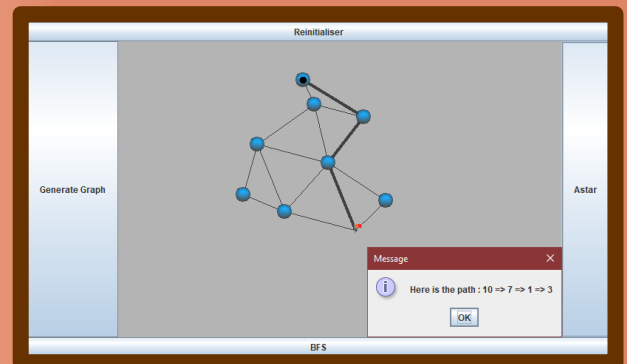 Reinitialiser
Generate Graph
Astar
Message
Here is the path : 10 => 7 => 1 => 3
OK
BFS